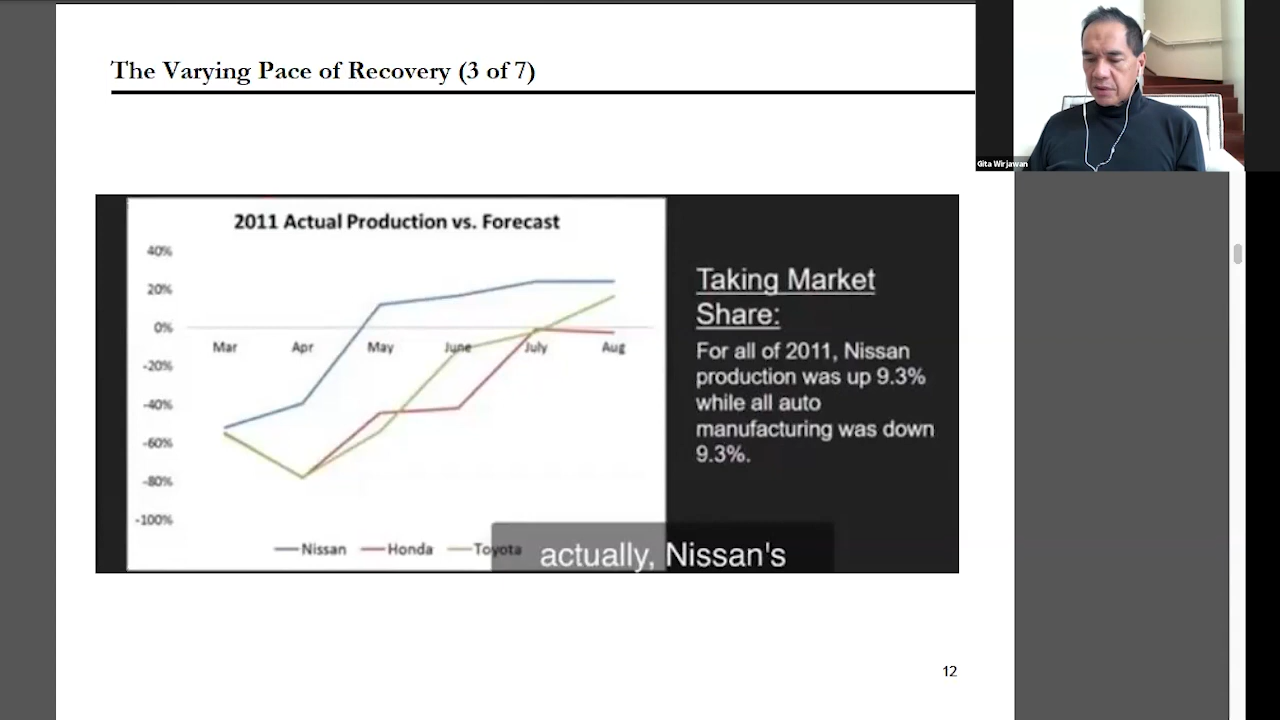 The Varying Pace of Recovery (3 of 7)
Gita Wirjawan
2011 Actual Production vs. Forecast
40%
20%
0%
Mar Apr May June July Aug
-20%
-40%
-60%
-80%
-100%
Nissan Honda Toyota
Taking Market
Share:
For all of 2011, Nissan
production was up 9.3%
while all auto
manufacturing was down
9.3%.
actually, Nissan's
12